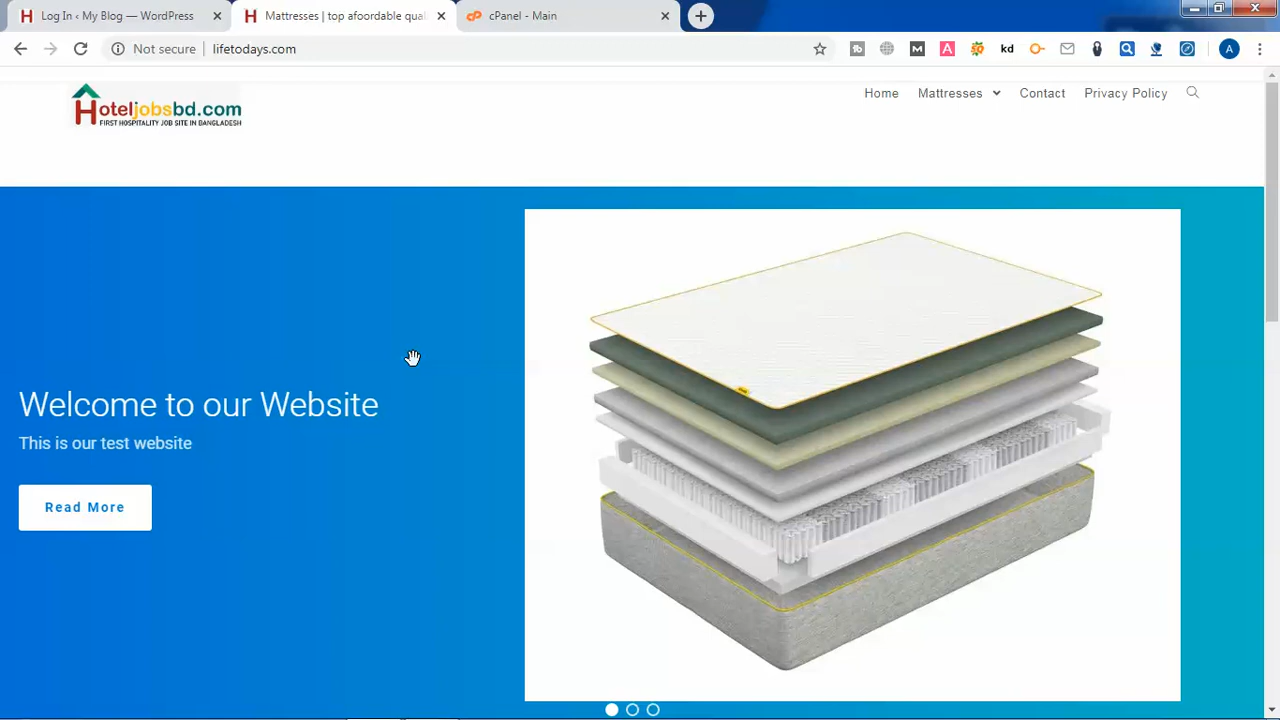 Log In ‹ My Blog — WordPress
Mattresses | top afoordable qual
cPanel - Main
Not secure
lifetodays.com
kd
A
Hoteljobsbd.com
FIRST HOSPITALITY JOB SITE IN BANGLADESH
Home
Mattresses
Contact
Privacy Policy
Welcome to our Website
This is our test website
Read More